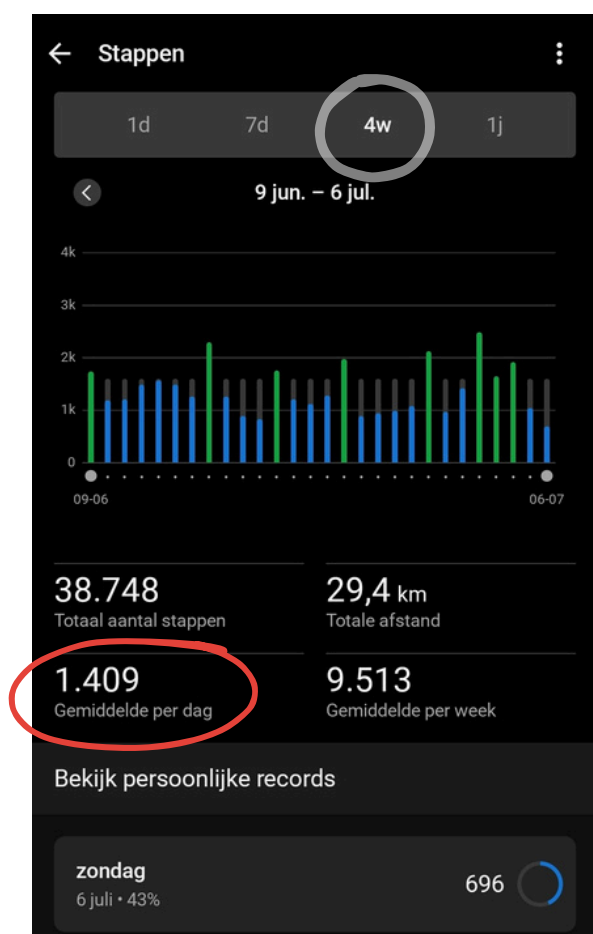 Stappen
1d 7d 4w 1j
9 jun. – 6 jul.
4k
3k
2k
1k
0
09-06 06-07
38.748 29,4 km
Totaal aantal stappen Totale afstand
1.409 9.513
Gemiddelde per dag Gemiddelde per week
Bekijk persoonlijke records
zondag
696
6 juli • 43%